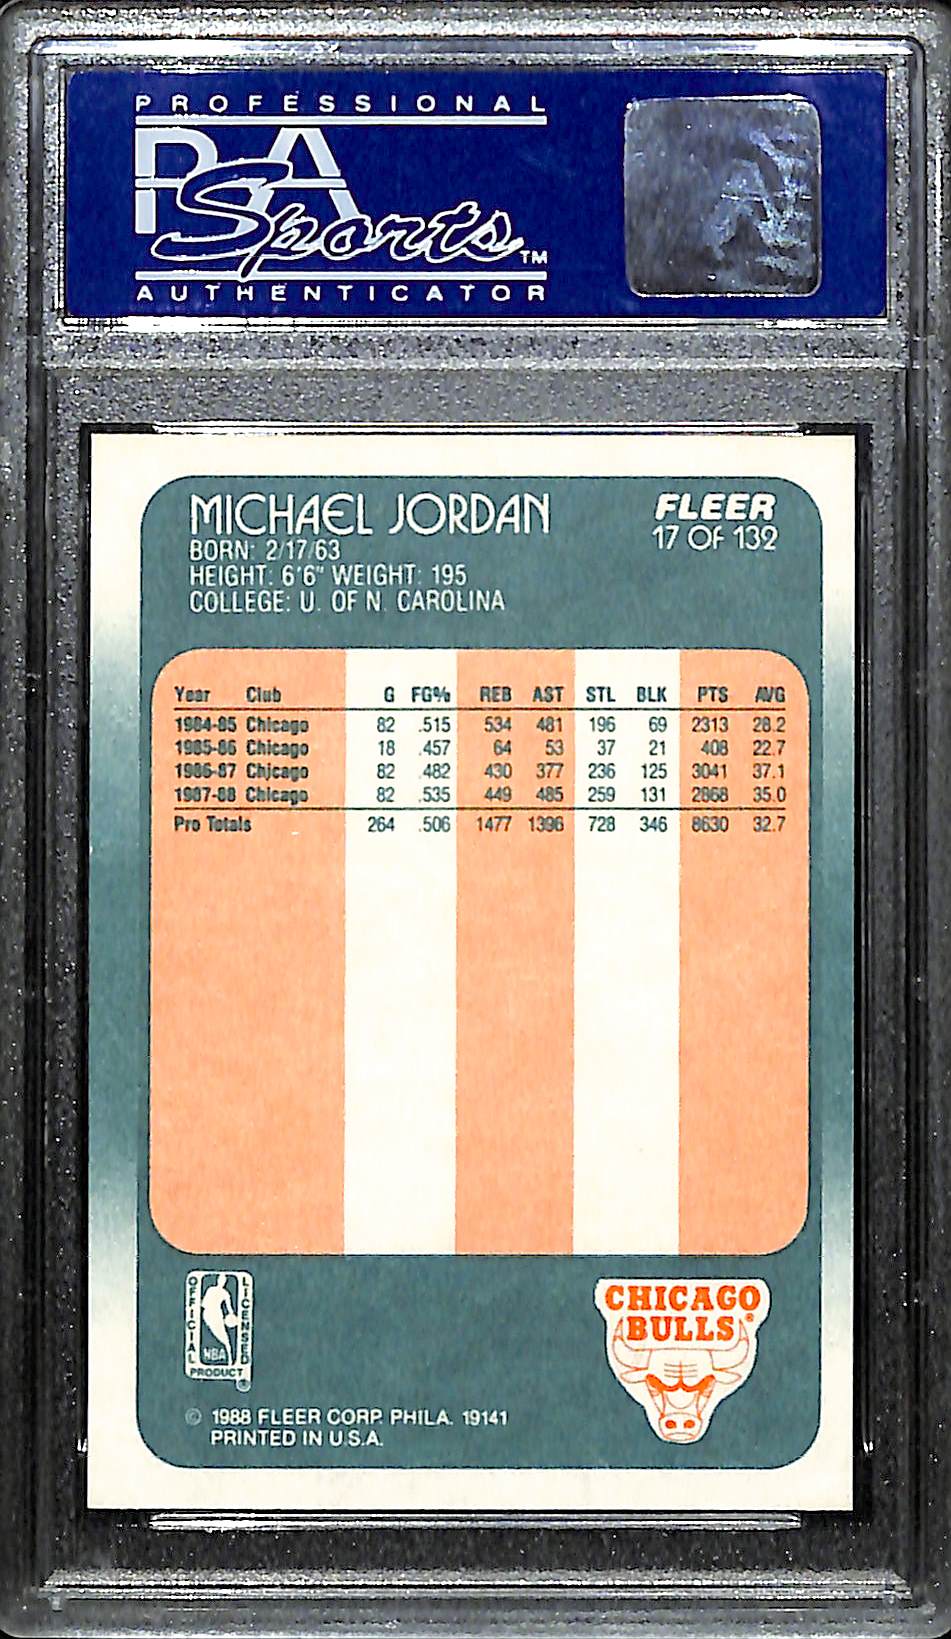 PROFESSIONAL
PSA
Sports™
AUTHENTICATOR
MICHAEL JORDAN
FLEER
17 OF 132
BORN: 2/17/63
HEIGHT: 6'6" WEIGHT: 195
COLLEGE: U. OF N. CAROLINA
Year Club G FG% REB AST STL BLK PTS AVG
1984-85 Chicago 82 .515 534 481 196 69 2313 28.2
1985-86 Chicago 18 .457 64 53 37 21 408 22.7
1986-87 Chicago 82 .482 430 377 236 125 3041 37.1
1987-88 Chicago 82 .535 449 485 259 131 2868 35.0
Pro Totals 264 .506 1477 1396 728 346 8630 32.7
OFFICIAL
LICENSED
NBA
PRODUCT ®
CHICAGO
BULLS®
© 1988 FLEER CORP. PHILA. 19141
PRINTED IN U.S.A.